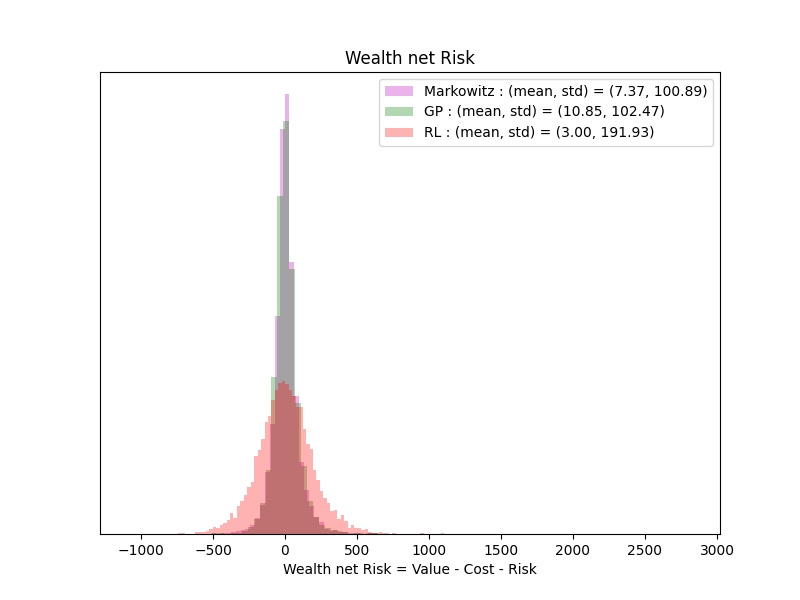 Wealth net Risk
Markowitz : (mean, std) = (7.37, 100.89)
GP : (mean, std) = (10.85, 102.47)
RL : (mean, std) = (3.00, 191.93)
−1000 −500 0 500 1000 1500 2000 2500 3000
Wealth net Risk = Value - Cost - Risk